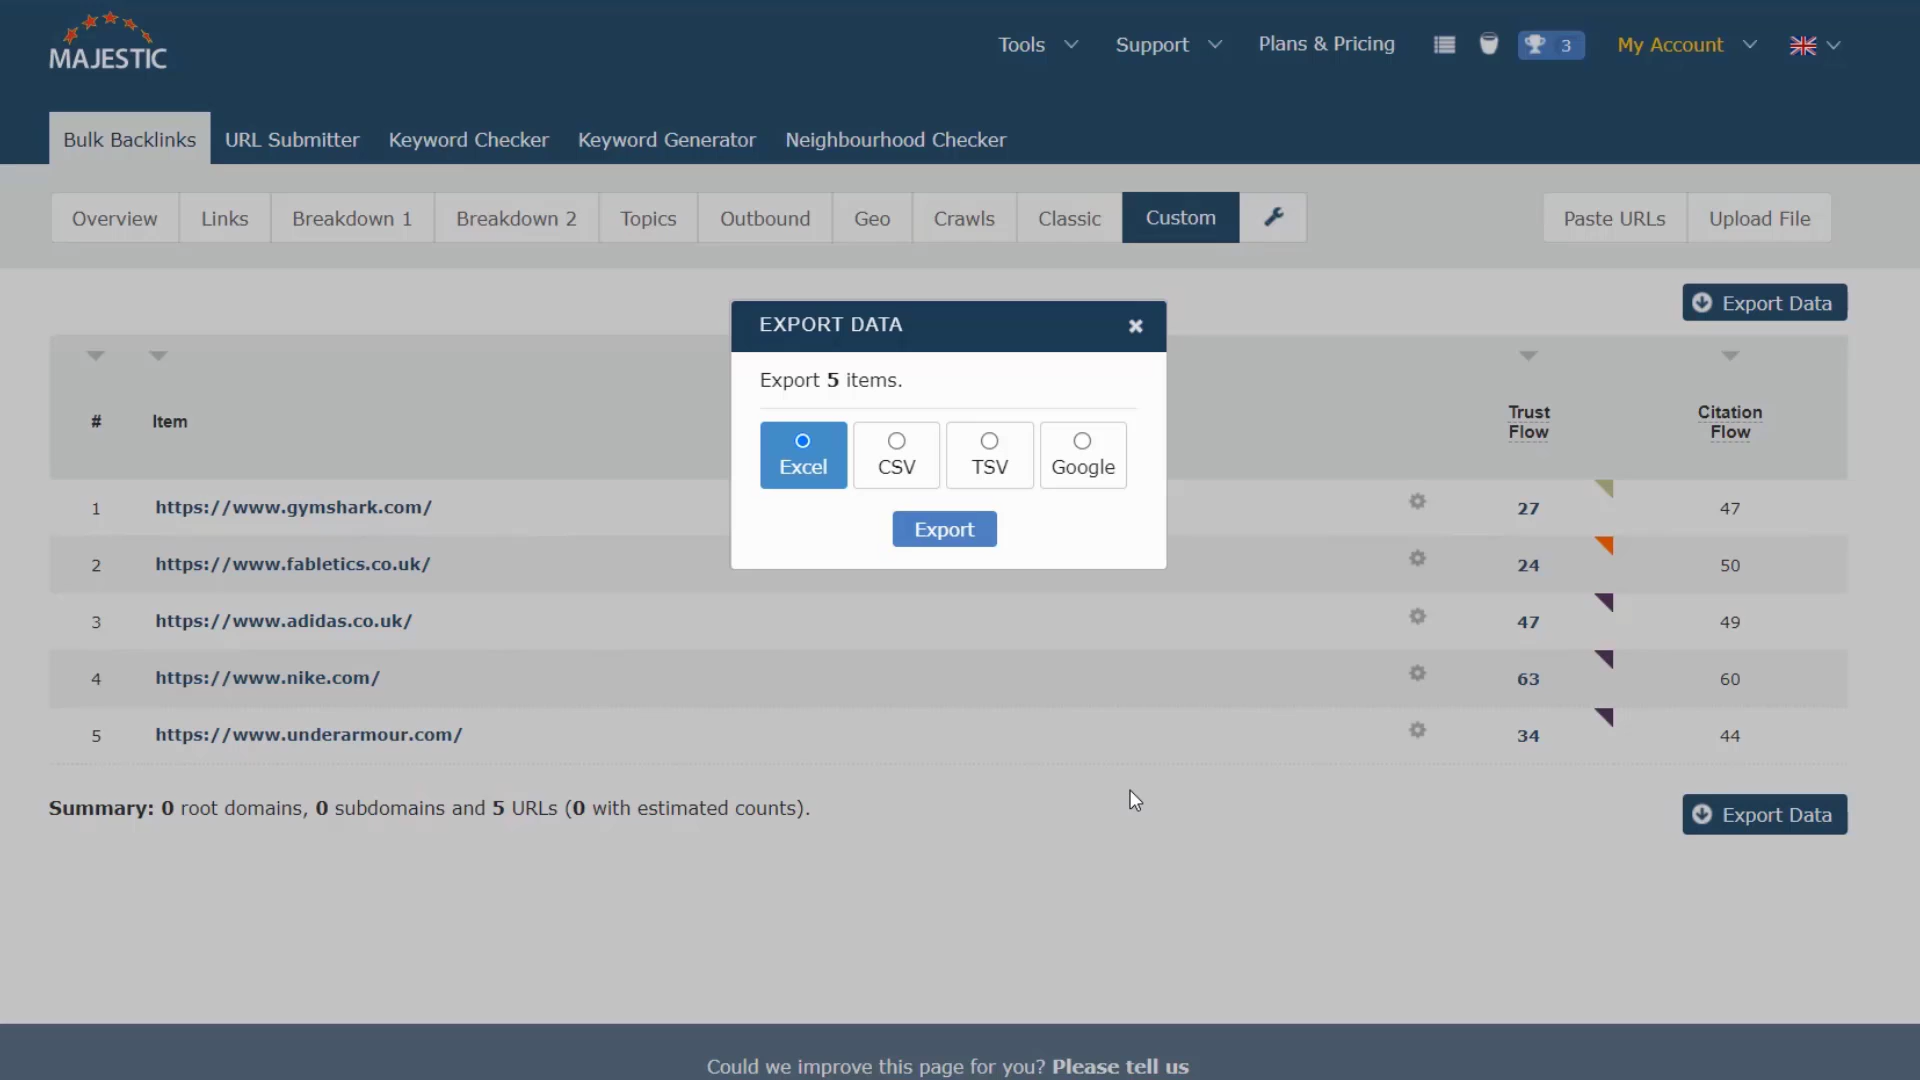 MAJESTIC
Tools
Support
Plans & Pricing
3
My Account
Bulk Backlinks
URL Submitter
Keyword Checker
Keyword Generator
Neighbourhood Checker
Overview
Links
Breakdown 1
Breakdown 2
Topics
Outbound
Geo
Crawls
Classic
Custom
Paste URLs
Upload File
Export Data
EXPORT DATA
Export 5 items.
Excel
CSV
TSV
Google
Export
#
Item
Trust
Flow
Citation
Flow
1 https://www.gymshark.com/ 27 47
2 https://www.fabletics.co.uk/ 24 50
3 https://www.adidas.co.uk/ 47 49
4 https://www.nike.com/ 63 60
5 https://www.underarmour.com/ 34 44
Summary: 0 root domains, 0 subdomains and 5 URLs (0 with estimated counts).
Export Data
Could we improve this page for you? Please tell us